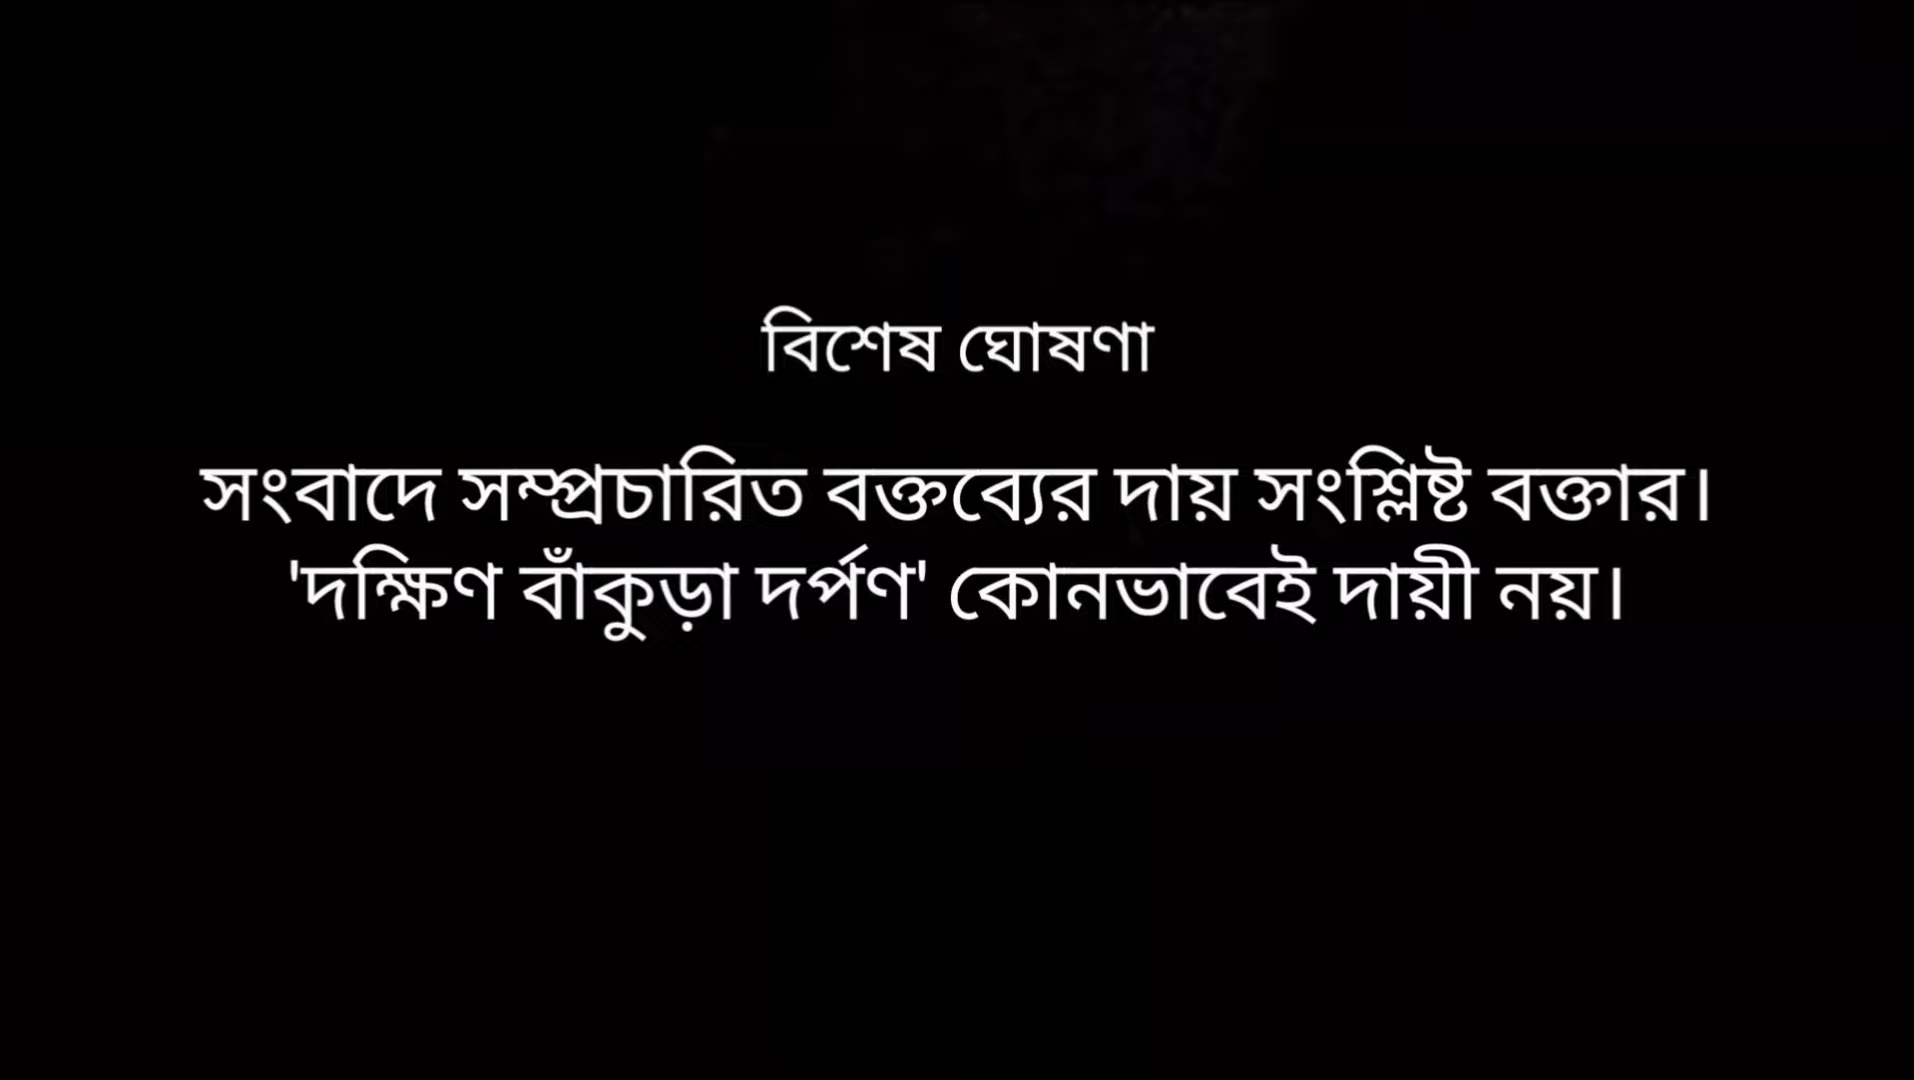 বিশেষ ঘোষণা
সংবাদে সম্প্রচারিত বক্তব্যের দায় সংশ্লিষ্ট বক্তার।
'দক্ষিণ বাঁকুড়া দর্পণ' কোনভাবেই দায়ী নয়।